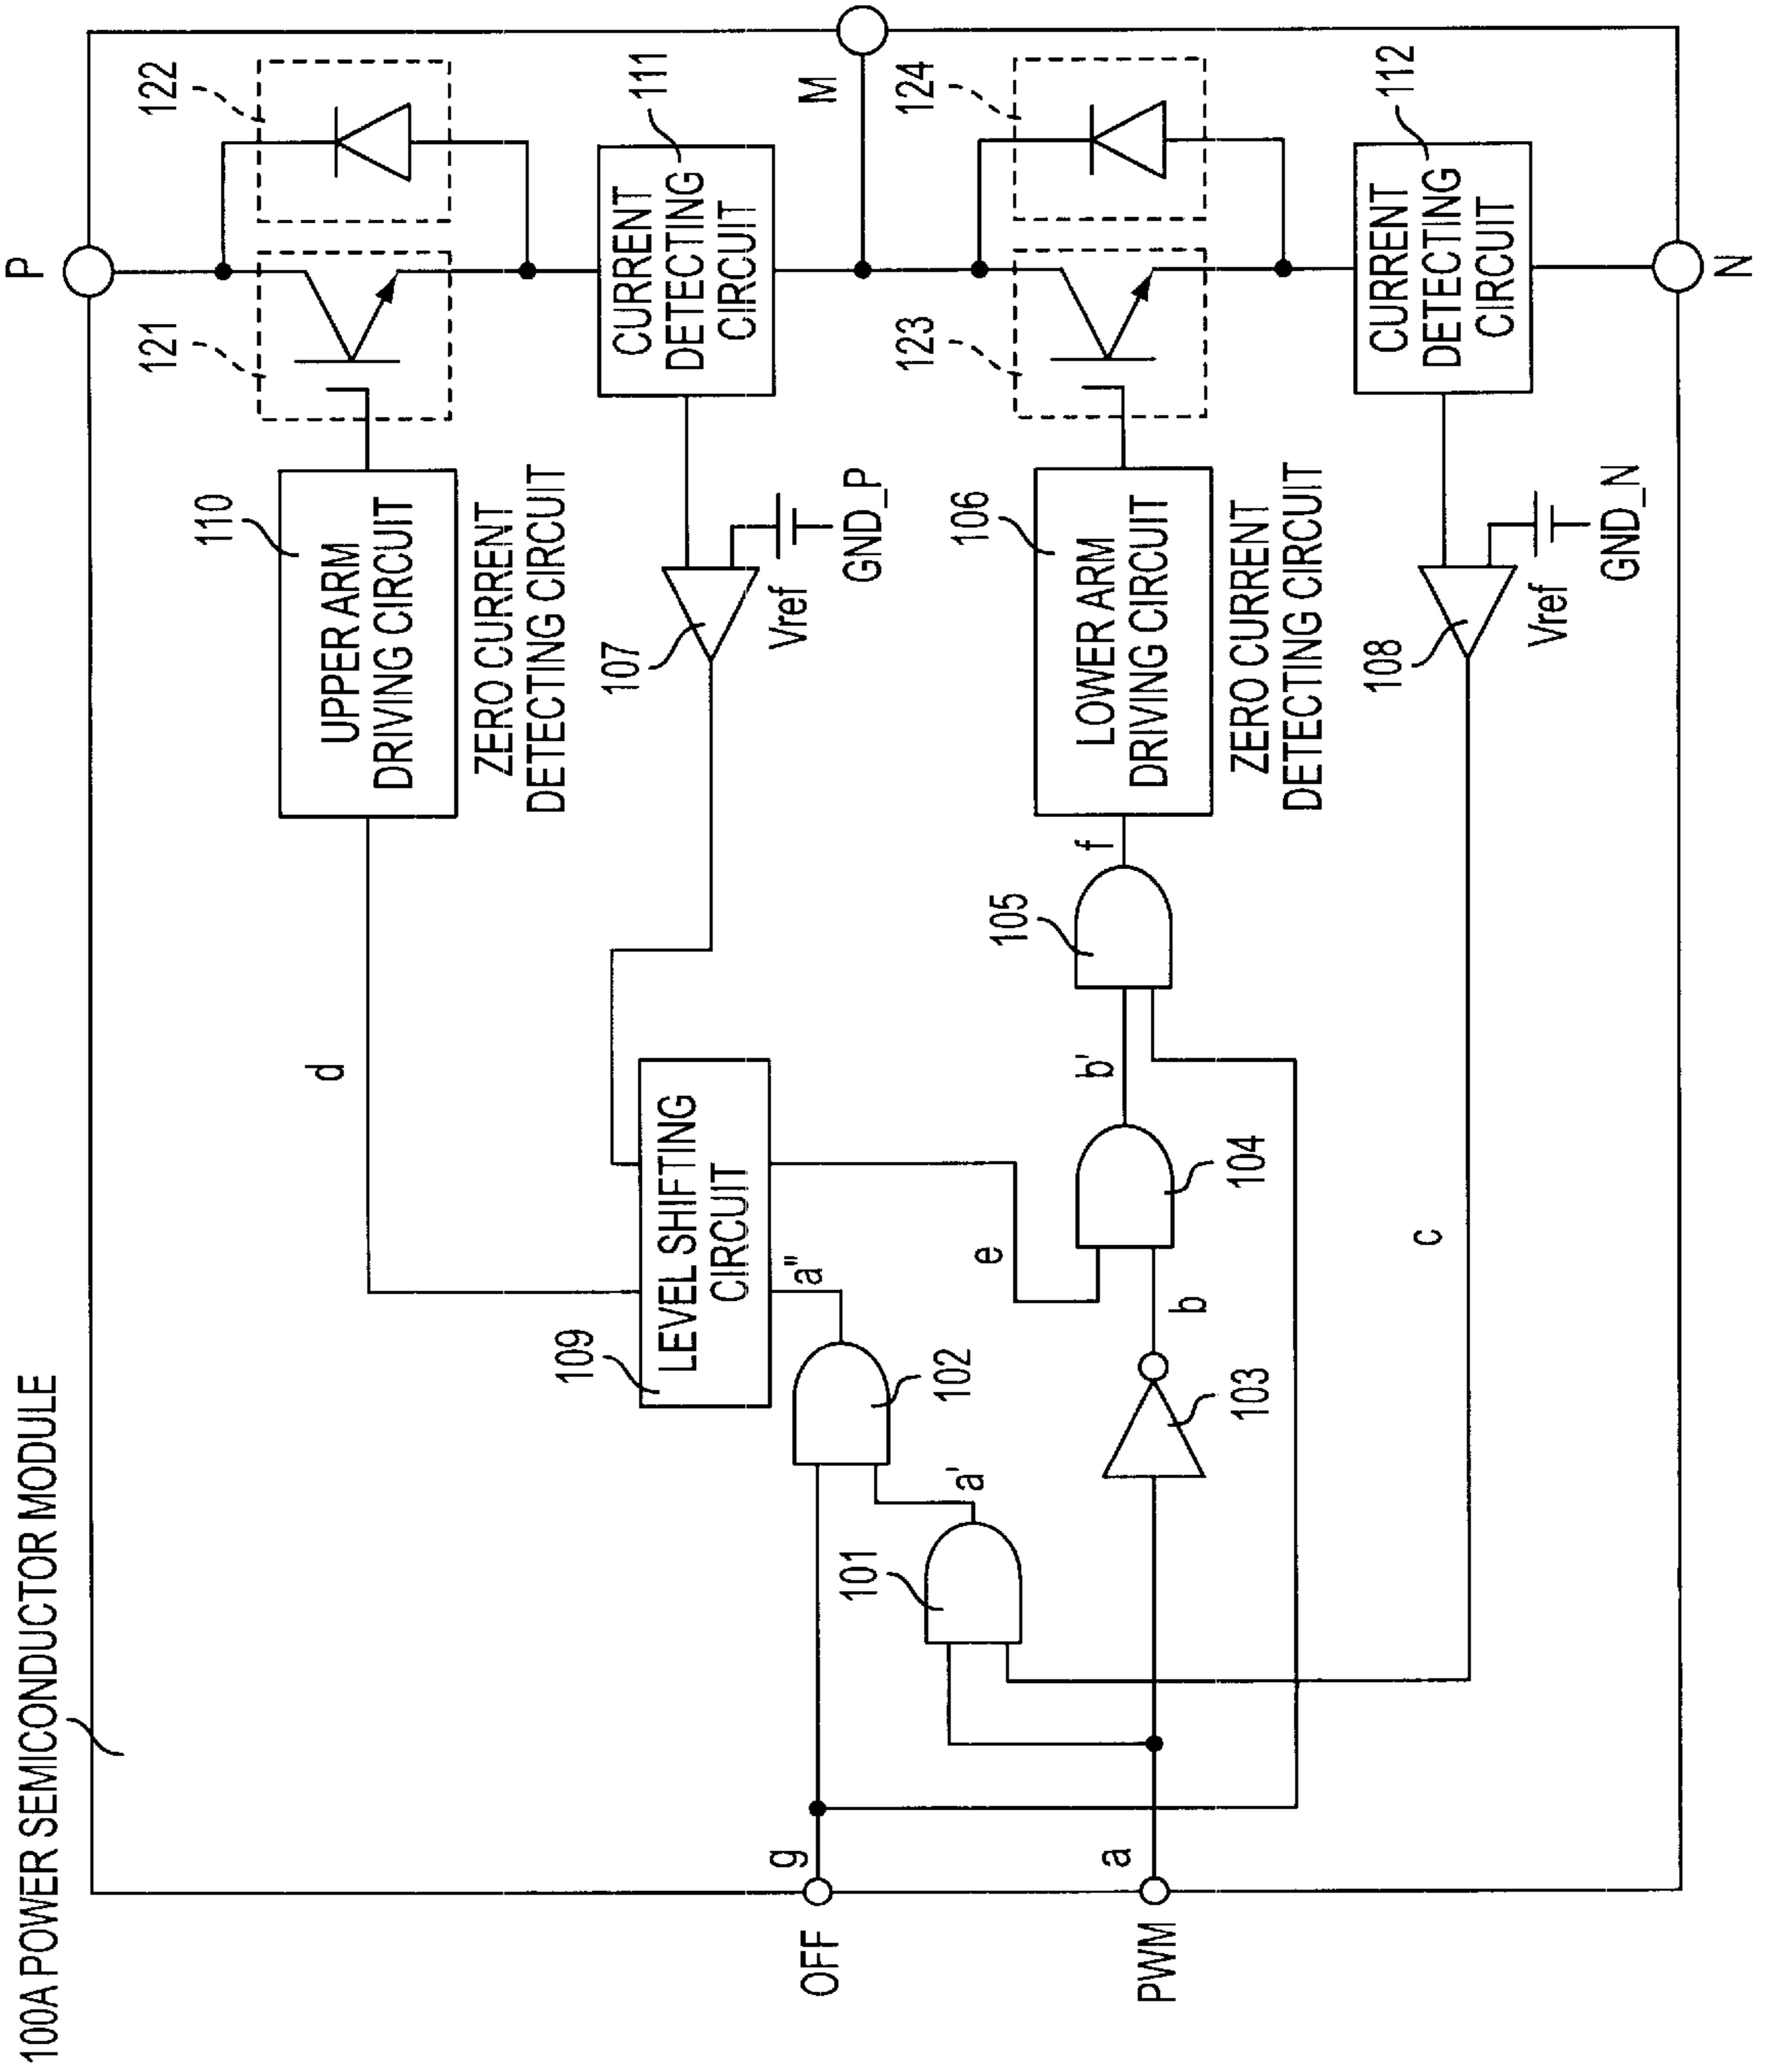 100A POWER SEMICONDUCTOR MODULE
P
121
122
110
UPPER ARM
DRIVING CIRCUIT
d
ZERO CURRENT
DETECTING CIRCUIT
107
111
CURRENT
DETECTING
CIRCUIT
Vref
GND_P
M
109
LEVEL SHIFTING
CIRCUIT
a"
OFF
g
102
a'
101
e
123
124
106
LOWER ARM
DRIVING CIRCUIT
105
f
b'
104
b
103
PWM
a
ZERO CURRENT
DETECTING CIRCUIT
108
112
CURRENT
DETECTING
CIRCUIT
c
Vref
GND_N
N